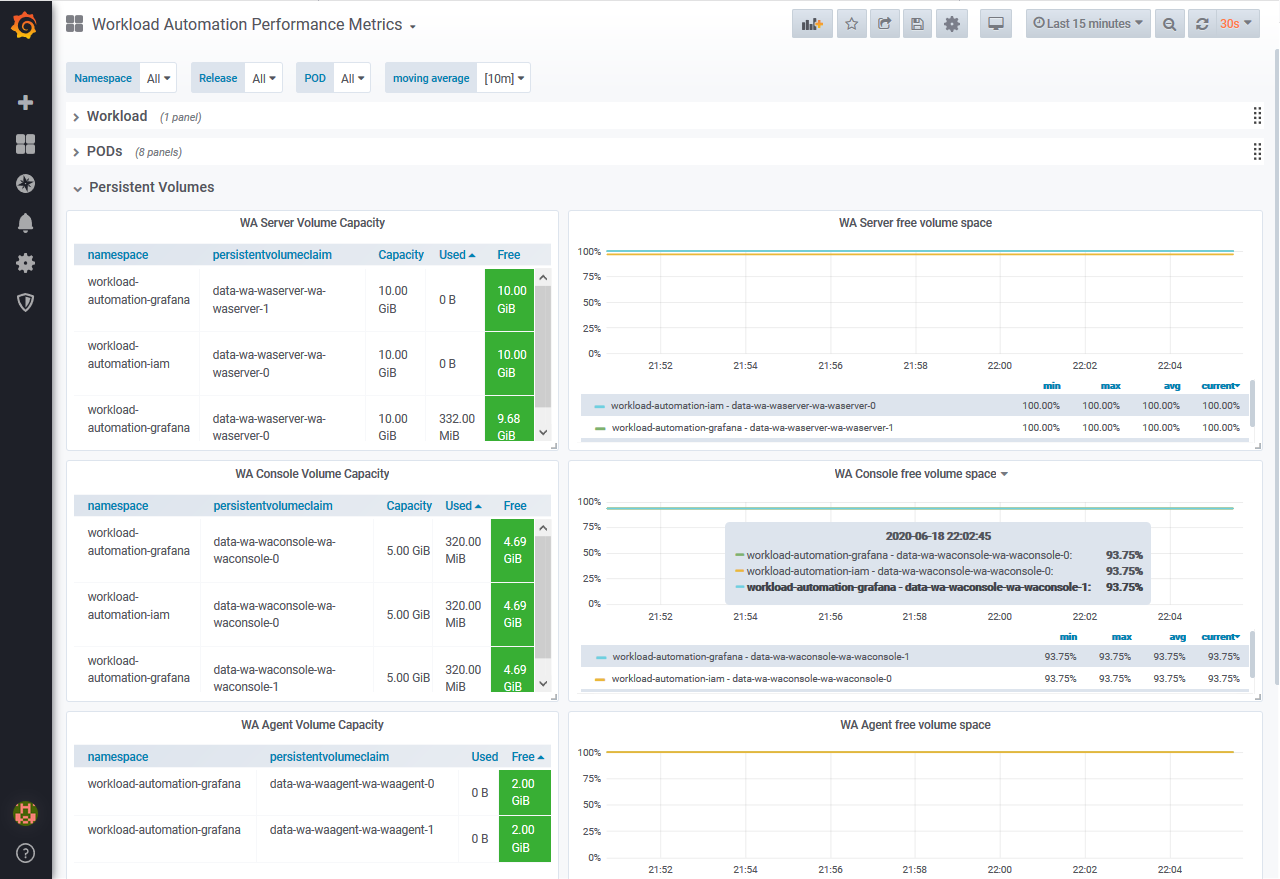 Workload Automation Performance Metrics
Last 15 minutes
30s
Namespace All Release All POD All moving average [10m]
Workload (1 panel)
PODs (8 panels)
Persistent Volumes
WA Server Volume Capacity
namespace persistentvolumeclaim Capacity Used Free
workload-
automation-grafana
data-wa-waserver-wa-
waserver-1
10.00
GiB
0 B
10.00
GiB
workload-
automation-iam
data-wa-waserver-wa-
waserver-0
10.00
GiB
0 B
10.00
GiB
workload-
automation-grafana
data-wa-waserver-wa-
waserver-0
10.00
GiB
332.00
MiB
9.68
GiB
WA Server free volume space
100%
75%
50%
25%
0%
21:52 21:54 21:56 21:58 22:00 22:02 22:04
min max avg current
workload-automation-iam - data-wa-waserver-wa-waserver-0 100.00% 100.00% 100.00% 100.00%
workload-automation-grafana - data-wa-waserver-wa-waserver-1 100.00% 100.00% 100.00% 100.00%
WA Console Volume Capacity
namespace persistentvolumeclaim Capacity Used Free
workload-
automation-grafana
data-wa-waconsole-wa-
waconsole-0
5.00 GiB
320.00
MiB
4.69
GiB
workload-
automation-iam
data-wa-waconsole-wa-
waconsole-0
5.00 GiB
320.00
MiB
4.69
GiB
workload-
automation-grafana
data-wa-waconsole-wa-
waconsole-1
5.00 GiB
320.00
MiB
4.69
GiB
WA Console free volume space
100%
75%
50%
25%
0%
2020-06-18 22:02:45
workload-automation-grafana - data-wa-waconsole-wa-waconsole-0: 93.75%
workload-automation-iam - data-wa-waconsole-wa-waconsole-0: 93.75%
workload-automation-grafana - data-wa-waconsole-wa-waconsole-1: 93.75%
21:52 21:54 21:56 21:58 22:00 22:02 22:04
min max avg current
workload-automation-grafana - data-wa-waconsole-wa-waconsole-1 93.75% 93.75% 93.75% 93.75%
workload-automation-iam - data-wa-waconsole-wa-waconsole-0 93.75% 93.75% 93.75% 93.75%
WA Agent Volume Capacity
namespace persistentvolumeclaim Used Free
workload-automation-grafana data-wa-waagent-wa-waagent-0 0 B
2.00
GiB
workload-automation-grafana data-wa-waagent-wa-waagent-1 0 B
2.00
GiB
WA Agent free volume space
100%
75%
50%
25%
0%
21:52 21:54 21:56 21:58 22:00 22:02 22:04